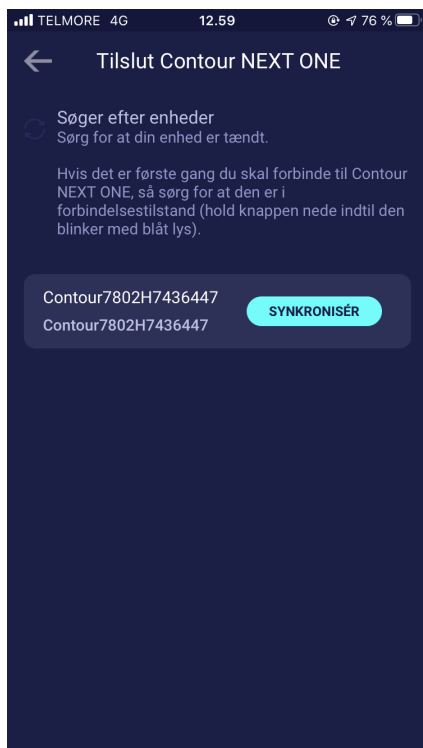 TELMORE 4G 12.59 76 %
Tilslut Contour NEXT ONE
Søger efter enheder
Sørg for at din enhed er tændt.
Hvis det er første gang du skal forbinde til Contour
NEXT ONE, så sørg for at den er i
forbindelsestilstand (hold knappen nede indtil den
blinker med blåt lys).
Contour7802H7436447
SYNKRONISÉR
Contour7802H7436447